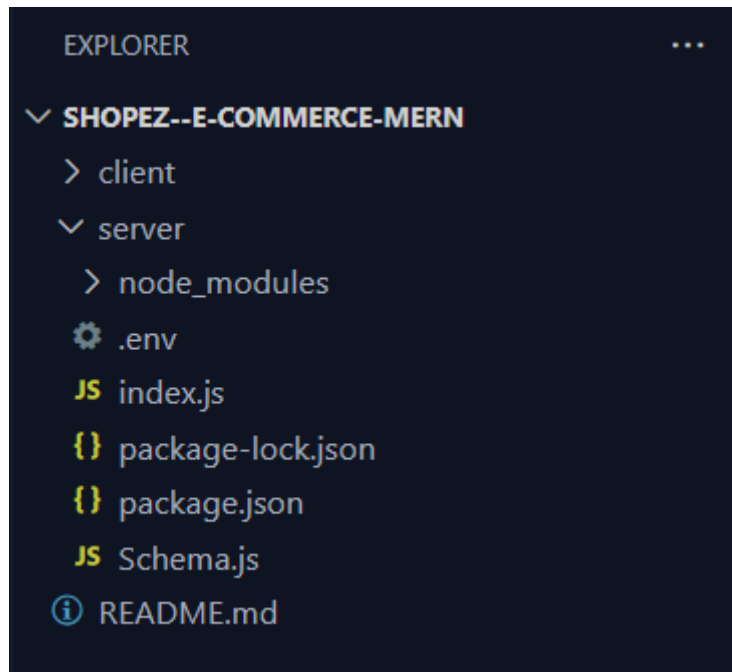 EXPLORER ...
SHOPEZ--E-COMMERCE-MERN
client
server
node_modules
.env
JS index.js
{} package-lock.json
{} package.json
JS Schema.js
README.md